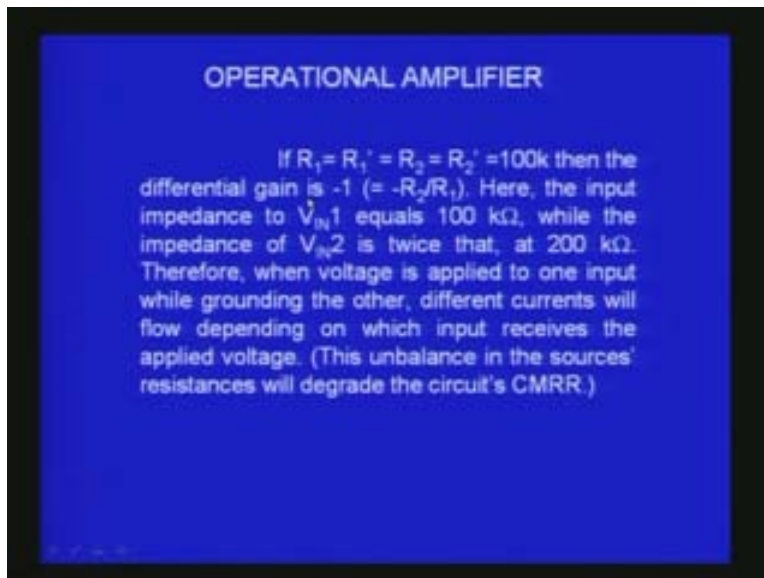 OPERATIONAL AMPLIFIER
If R₁= R₁' = R₂= R₂' =100k then the
differential gain is -1 (= -R₂/R₁). Here, the input
impedance to V_IN1 equals 100 kΩ, while the
impedance of V_IN2 is twice that, at 200 kΩ.
Therefore, when voltage is applied to one input
while grounding the other, different currents will
flow depending on which input receives the
applied voltage. (This unbalance in the sources'
resistances will degrade the circuit's CMRR.)